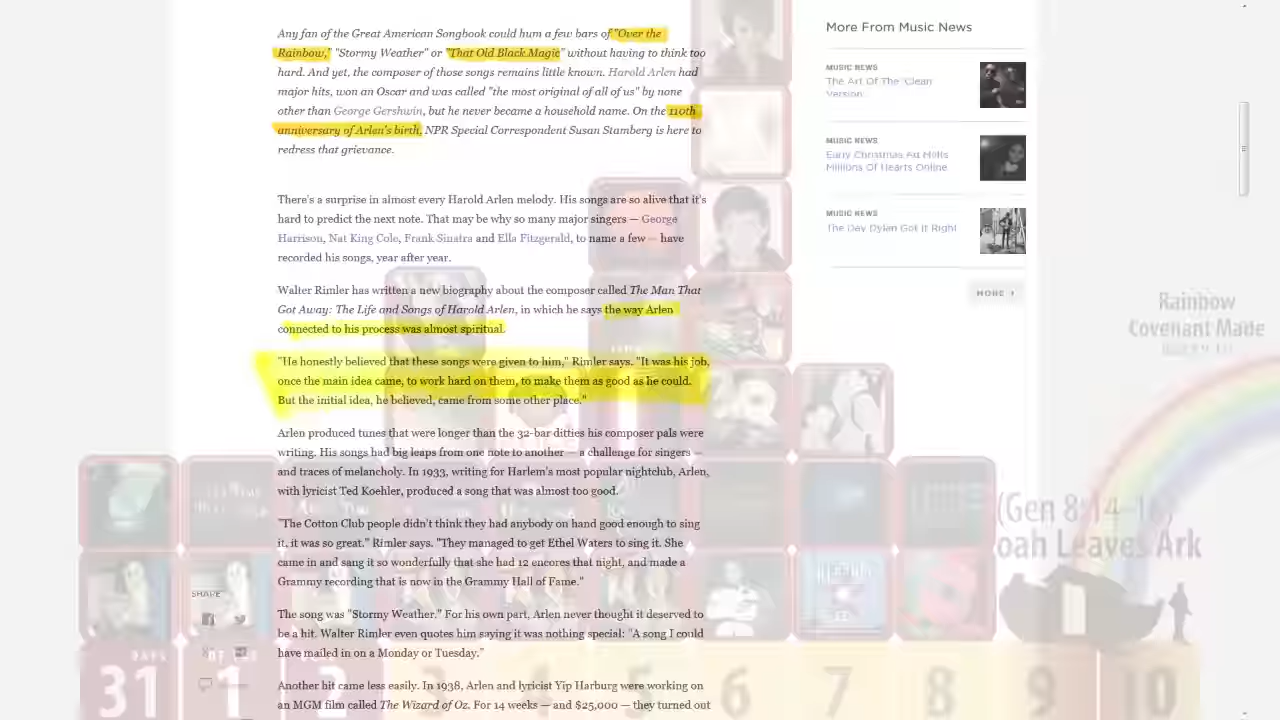 Any fan of the Great American Songbook could hum a few bars of "Over the
Rainbow," "Stormy Weather" or "That Old Black Magic" without having to think too
hard. And yet, the composer of those songs remains little known. Harold Arlen had
major hits, won an Oscar and was called "the most original of all of us" by none
other than George Gershwin, but he never became a household name. On the 110th
anniversary of Arlen's birth, NPR Special Correspondent Susan Stamberg is here to
redress that grievance.
There's a surprise in almost every Harold Arlen melody. His songs are so alive that it's
hard to predict the next note. That may be why so many major singers — George
Harrison, Nat King Cole, Frank Sinatra and Ella Fitzgerald, to name a few — have
recorded his songs, year after year.
Walter Rimler has written a new biography about the composer called The Man That
Got Away: The Life and Songs of Harold Arlen, in which he says the way Arlen
connected to his process was almost spiritual.
"He honestly believed that these songs were given to him," Rimler says. "It was his job,
once the main idea came, to work hard on them, to make them as good as he could.
But the initial idea, he believed, came from some other place."
Arlen produced tunes that were longer than the 32-bar ditties his composer pals were
writing. His songs had big leaps from one note to another — a challenge for singers —
and traces of melancholy. In 1933, writing for Harlem's most popular nightclub, Arlen,
with lyricist Ted Koehler, produced a song that was almost too good.
"The Cotton Club people didn't think they had anybody on hand good enough to sing
it, it was so great." Rimler says. "They managed to get Ethel Waters to sing it. She
came in and sang it so wonderfully that she had 12 encores that night, and made a
Grammy recording that is now in the Grammy Hall of Fame."
The song was "Stormy Weather." For his own part, Arlen never thought it deserved to
be a hit. Walter Rimler even quotes him saying it was nothing special: "A song I could
have mailed in on a Monday or Tuesday."
Another hit came less easily. In 1938, Arlen and lyricist Yip Harburg were working on
an MGM film called The Wizard of Oz. For 14 weeks — and $25,000 — they turned out
More From Music News
MUSIC NEWS
The Art Of The 'Clean
Version'
MUSIC NEWS
Early Christmas Art Melts
Millions Of Hearts Online
MUSIC NEWS
The Day Dylan Got It Right
MORE
Rainbow
Covenant Made
(Gen 8:14–16)
oah Leaves Ark
SHARE
DAYS
31 1 2 6 7 8 9 10